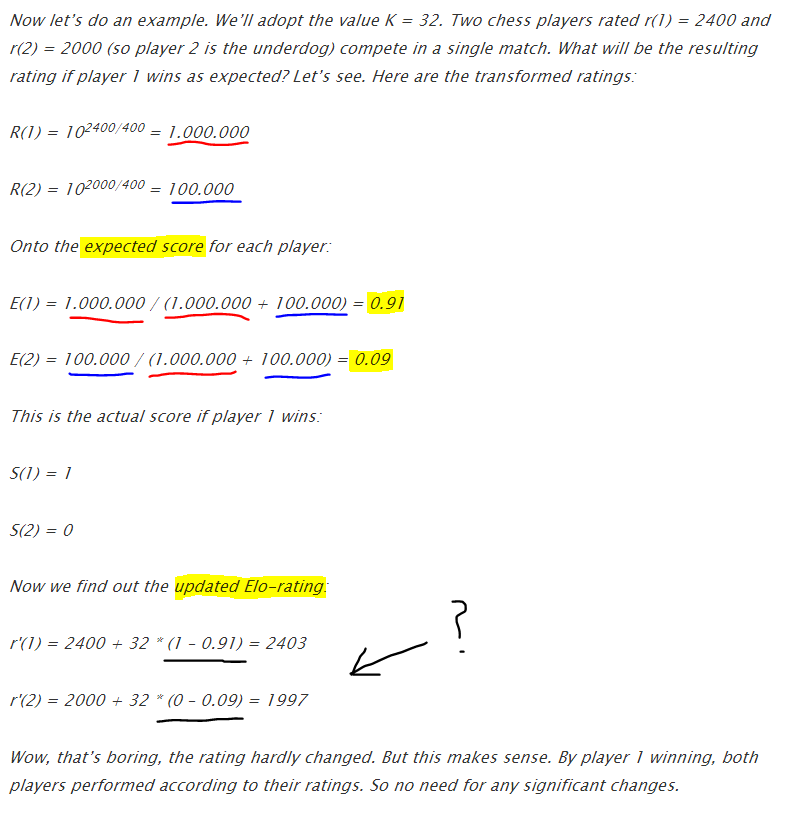 Now let's do an example. We'll adopt the value K = 32. Two chess players rated r(1) = 2400 and
r(2) = 2000 (so player 2 is the underdog) compete in a single match. What will be the resulting
rating if player 1 wins as expected? Let's see. Here are the transformed ratings:
R(1) = 10^2400/400 = 1.000.000
R(2) = 10^2000/400 = 100.000
Onto the expected score for each player:
E(1) = 1.000.000 / (1.000.000 + 100.000) = 0.91
E(2) = 100.000 / (1.000.000 + 100.000) = 0.09
This is the actual score if player 1 wins:
S(1) = 1
S(2) = 0
Now we find out the updated Elo-rating:
?
r'(1) = 2400 + 32 * (1 - 0.91) = 2403
r'(2) = 2000 + 32 * (0 - 0.09) = 1997
Wow, that's boring, the rating hardly changed. But this makes sense. By player 1 winning, both
players performed according to their ratings. So no need for any significant changes.